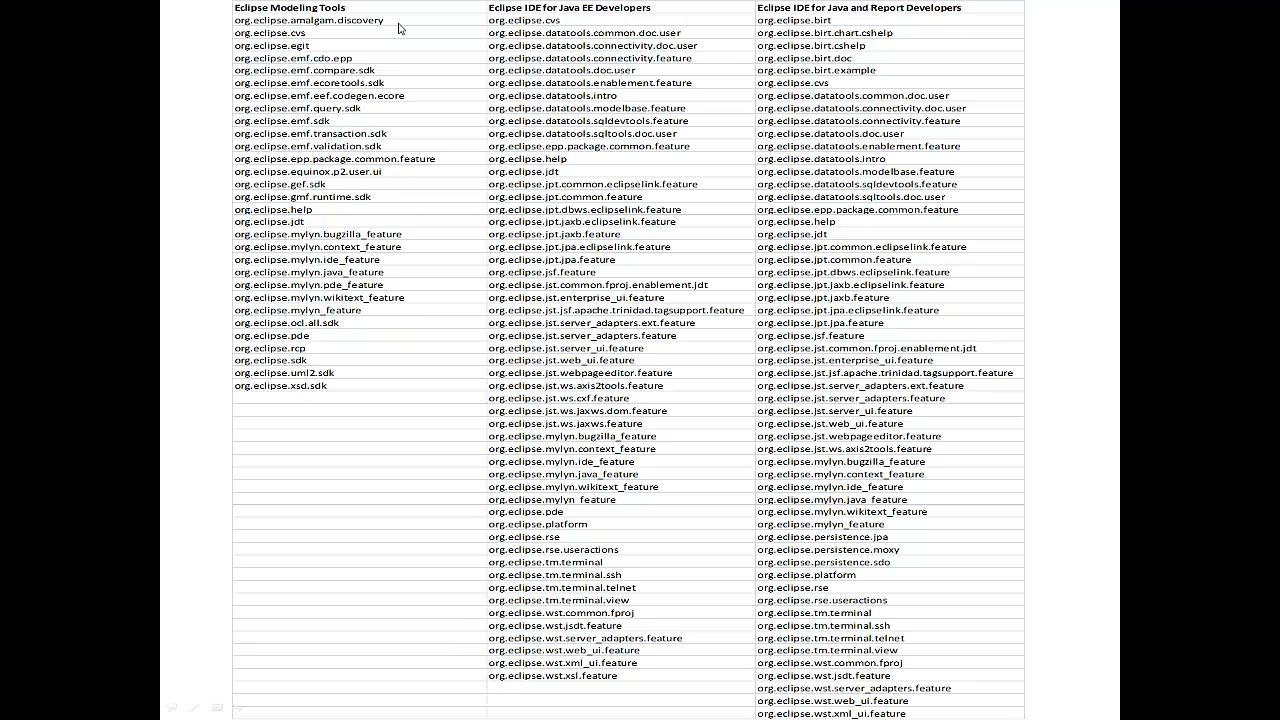 Eclipse Modeling Tools	Eclipse IDE for Java EE Developers	Eclipse IDE for Java and Report Developers
org.eclipse.amalgam.discovery	org.eclipse.cvs	org.eclipse.birt
org.eclipse.cvs	org.eclipse.datatools.common.doc.user	org.eclipse.birt.chart.cshelp
org.eclipse.egit	org.eclipse.datatools.connectivity.doc.user	org.eclipse.birt.cshelp
org.eclipse.emf.cdo.epp	org.eclipse.datatools.connectivity.feature	org.eclipse.birt.doc
org.eclipse.emf.compare.sdk	org.eclipse.datatools.doc.user	org.eclipse.birt.example
org.eclipse.emf.ecoretools.sdk	org.eclipse.datatools.enablement.feature	org.eclipse.cvs
org.eclipse.emf.eef.codegen.ecore	org.eclipse.datatools.intro	org.eclipse.datatools.common.doc.user
org.eclipse.emf.query.sdk	org.eclipse.datatools.modelbase.feature	org.eclipse.datatools.connectivity.doc.user
org.eclipse.emf.sdk	org.eclipse.datatools.sqldevtools.feature	org.eclipse.datatools.connectivity.feature
org.eclipse.emf.transaction.sdk	org.eclipse.datatools.sqltools.doc.user	org.eclipse.datatools.doc.user
org.eclipse.emf.validation.sdk	org.eclipse.epp.package.common.feature	org.eclipse.datatools.enablement.feature
org.eclipse.epp.package.common.feature	org.eclipse.help	org.eclipse.datatools.intro
org.eclipse.equinox.p2.user.ui	org.eclipse.jdt	org.eclipse.datatools.modelbase.feature
org.eclipse.gef.sdk	org.eclipse.jpt.common.eclipselink.feature	org.eclipse.datatools.sqldevtools.feature
org.eclipse.gmf.runtime.sdk	org.eclipse.jpt.common.feature	org.eclipse.datatools.sqltools.doc.user
org.eclipse.help	org.eclipse.jpt.dbws.eclipselink.feature	org.eclipse.epp.package.common.feature
org.eclipse.jdt	org.eclipse.jpt.jaxb.eclipselink.feature	org.eclipse.help
org.eclipse.mylyn.bugzilla_feature	org.eclipse.jpt.jaxb.feature	org.eclipse.jdt
org.eclipse.mylyn.context_feature	org.eclipse.jpt.jpa.eclipselink.feature	org.eclipse.jpt.common.eclipselink.feature
org.eclipse.mylyn.ide_feature	org.eclipse.jpt.jpa.feature	org.eclipse.jpt.common.feature
org.eclipse.mylyn.java_feature	org.eclipse.jsf.feature	org.eclipse.jpt.dbws.eclipselink.feature
org.eclipse.mylyn.pde_feature	org.eclipse.jst.common.fproj.enablement.jdt	org.eclipse.jpt.jaxb.eclipselink.feature
org.eclipse.mylyn.wikitext_feature	org.eclipse.jst.enterprise_ui.feature	org.eclipse.jpt.jaxb.feature
org.eclipse.mylyn_feature	org.eclipse.jst.jsf.apache.trinidad.tagsupport.feature	org.eclipse.jpt.jpa.eclipselink.feature
org.eclipse.ocl.all.sdk	org.eclipse.jst.server_adapters.ext.feature	org.eclipse.jpt.jpa.feature
org.eclipse.pde	org.eclipse.jst.server_adapters.feature	org.eclipse.jsf.feature
org.eclipse.rcp	org.eclipse.jst.server_ui.feature	org.eclipse.jst.common.fproj.enablement.jdt
org.eclipse.sdk	org.eclipse.jst.web_ui.feature	org.eclipse.jst.enterprise_ui.feature
org.eclipse.uml2.sdk	org.eclipse.jst.webpageeditor.feature	org.eclipse.jst.jsf.apache.trinidad.tagsupport.feature
org.eclipse.xsd.sdk	org.eclipse.jst.ws.axis2tools.feature	org.eclipse.jst.server_adapters.ext.feature
org.eclipse.jst.ws.cxf.feature	org.eclipse.jst.server_adapters.feature
org.eclipse.jst.ws.jaxws.dom.feature	org.eclipse.jst.server_ui.feature
org.eclipse.jst.ws.jaxws.feature	org.eclipse.jst.web_ui.feature
org.eclipse.mylyn.bugzilla_feature	org.eclipse.jst.webpageeditor.feature
org.eclipse.mylyn.context_feature	org.eclipse.jst.ws.axis2tools.feature
org.eclipse.mylyn.ide_feature	org.eclipse.mylyn.bugzilla_feature
org.eclipse.mylyn.java_feature	org.eclipse.mylyn.context_feature
org.eclipse.mylyn.wikitext_feature	org.eclipse.mylyn.ide_feature
org.eclipse.mylyn_feature	org.eclipse.mylyn.java_feature
org.eclipse.pde	org.eclipse.mylyn.wikitext_feature
org.eclipse.platform	org.eclipse.mylyn_feature
org.eclipse.rse	org.eclipse.persistence.jpa
org.eclipse.rse.useractions	org.eclipse.persistence.moxy
org.eclipse.tm.terminal	org.eclipse.persistence.sdo
org.eclipse.tm.terminal.ssh	org.eclipse.platform
org.eclipse.tm.terminal.telnet	org.eclipse.rse
org.eclipse.tm.terminal.view	org.eclipse.rse.useractions
org.eclipse.wst.common.fproj	org.eclipse.tm.terminal
org.eclipse.wst.jsdt.feature	org.eclipse.tm.terminal.ssh
org.eclipse.wst.server_adapters.feature	org.eclipse.tm.terminal.telnet
org.eclipse.wst.web_ui.feature	org.eclipse.tm.terminal.view
org.eclipse.wst.xml_ui.feature	org.eclipse.wst.common.fproj
org.eclipse.wst.xsl.feature	org.eclipse.wst.jsdt.feature
org.eclipse.wst.server_adapters.feature
org.eclipse.wst.web_ui.feature
org.eclipse.wst.xml_ui.feature